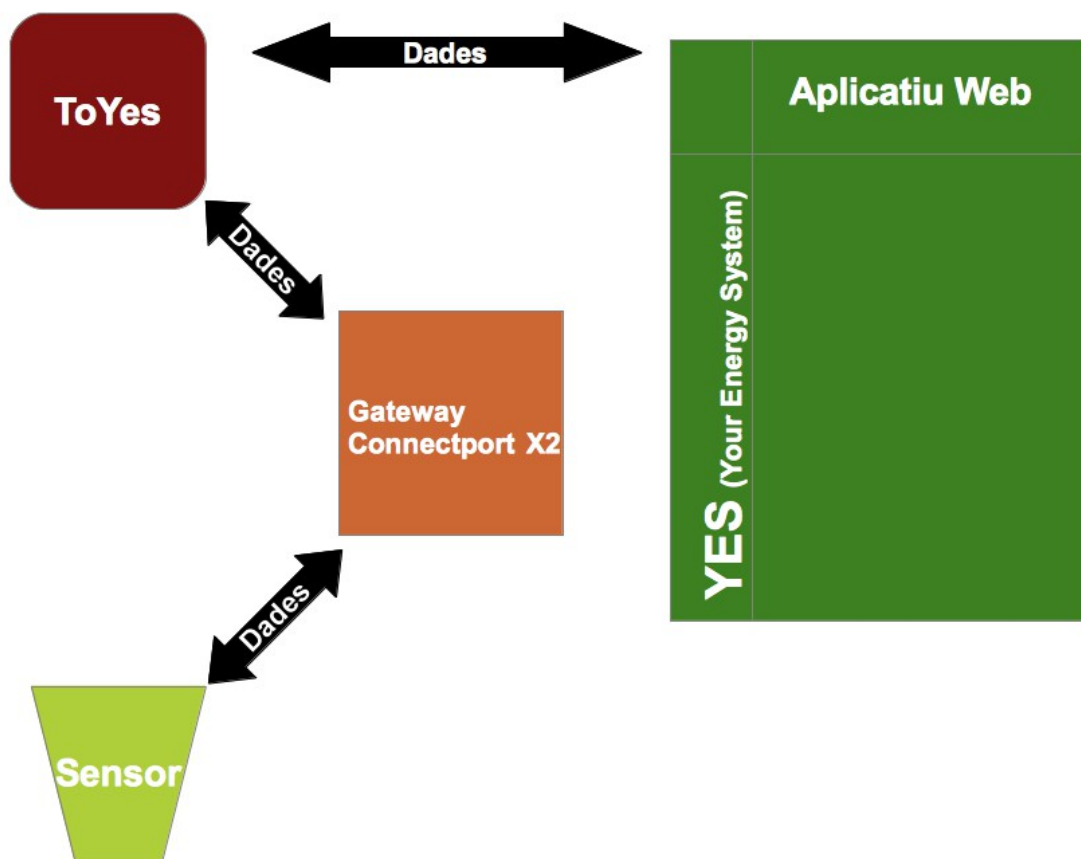 Dades
ToYes
Aplicatiu Web
Dades
YES (Your Energy System)
Gateway
Connectport X2
Dades
Sensor